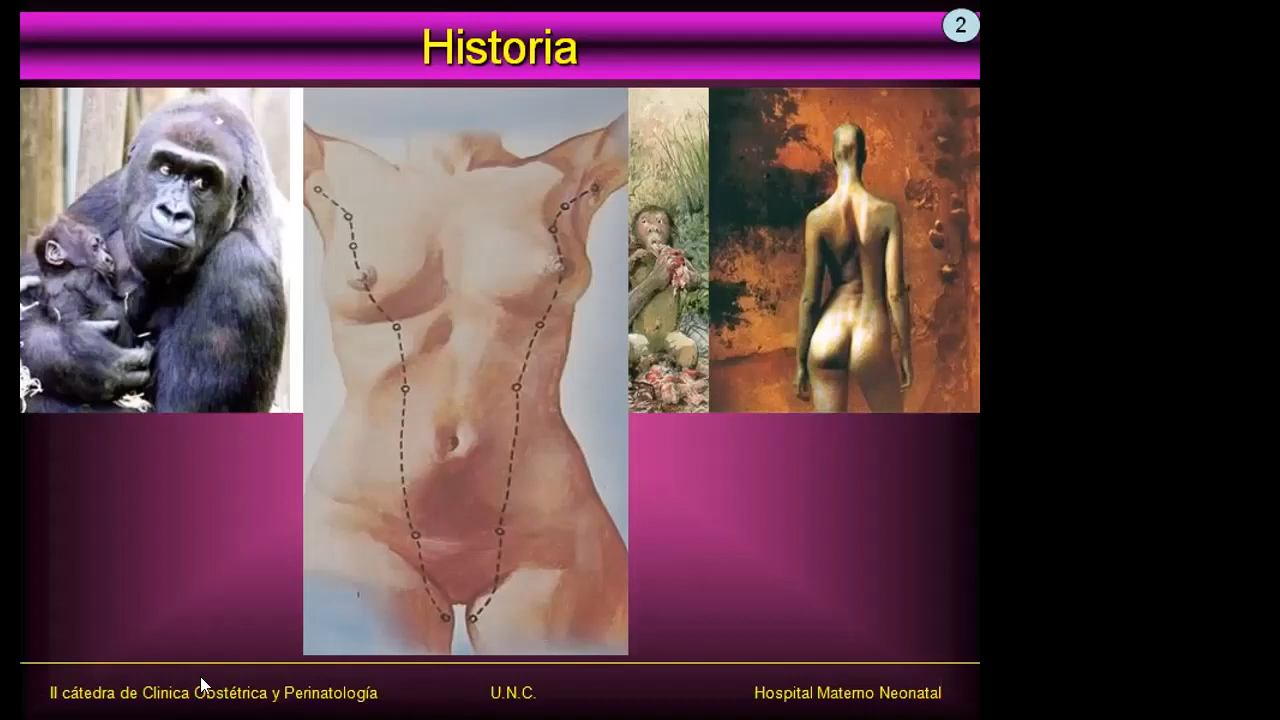 Historia
2
II cátedra de Clinica Obstétrica y Perinatología
U.N.C.
Hospital Materno Neonatal